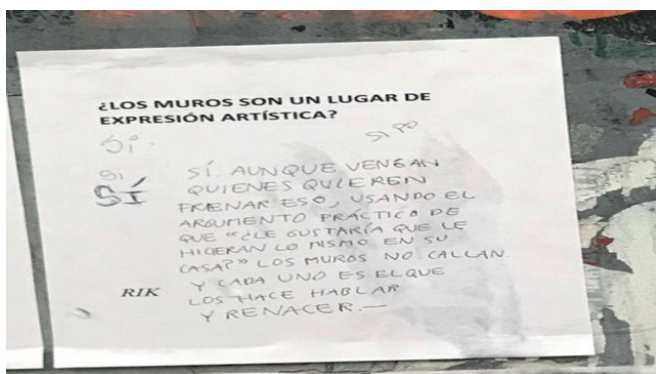 ¿LOS MUROS SON UN LUGAR DE
EXPRESIÓN ARTÍSTICA?
Si.
SI PO
SI
SÍ
SÍ. AUNQUE VENGAN
QUIENES QUIEREN
FRENAR ESO, USANDO EL
ARGUMENTO PRÁCTICO DE
QUE "¿LE GUSTARÍA QUE LE
HICIERAN LO MISMO EN SU
CASA?" LOS MUROS NO CALLAN.
Y CADA UNO ES EL QUE
RIK
LOS HACE HABLAR
Y RENACER.—